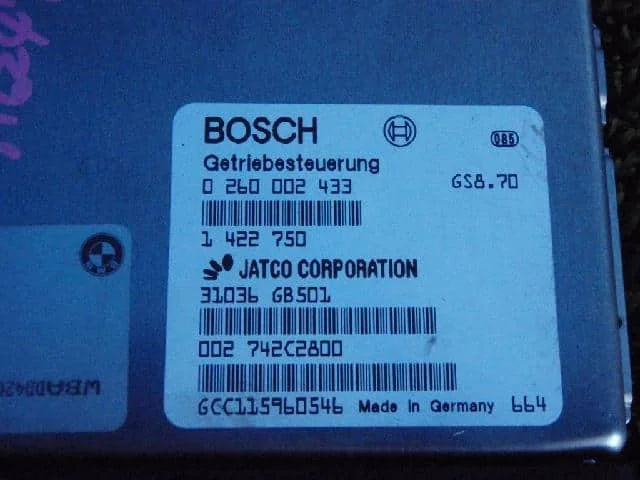 BOSCH
085
Getriebesteuerung
0 260 002 433
GS8.70
1 422 750
JATCO CORPORATION
31036 GB501
002 742C2800
GCC115960546 Made in Germany 664